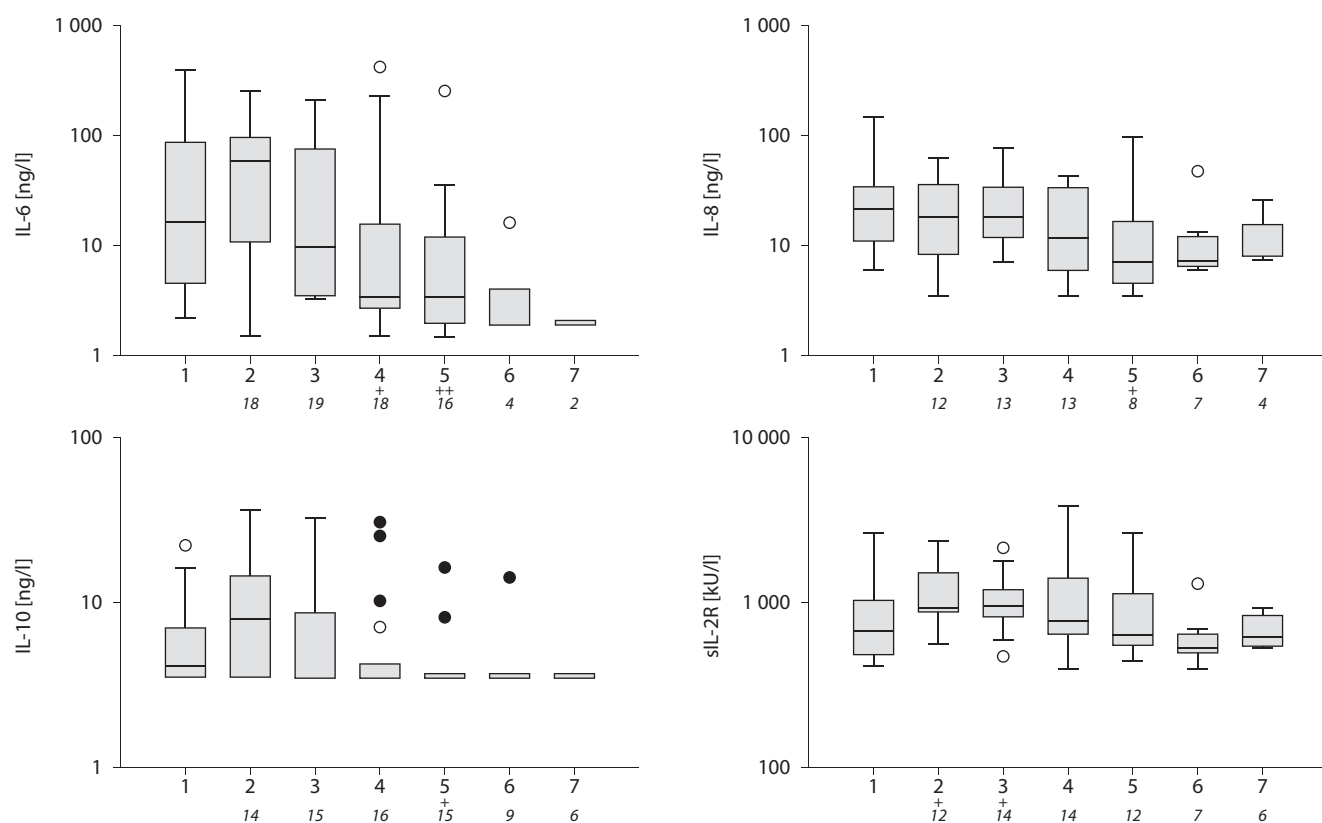 1 000
100
10
1
IL-6 [ng/l]
1 2 3 4 5 6 7
+ ++
18 19 18 16 4 2
1 000
100
10
1
IL-8 [ng/l]
1 2 3 4 5 6 7
+
12 13 13 8 7 4
100
10
1
IL-10 [ng/l]
1 2 3 4 5 6 7
+
14 15 16 15 9 6
10 000
1 000
100
sIL-2R [kU/l]
1 2 3 4 5 6 7
+ +
12 14 14 12 7 6